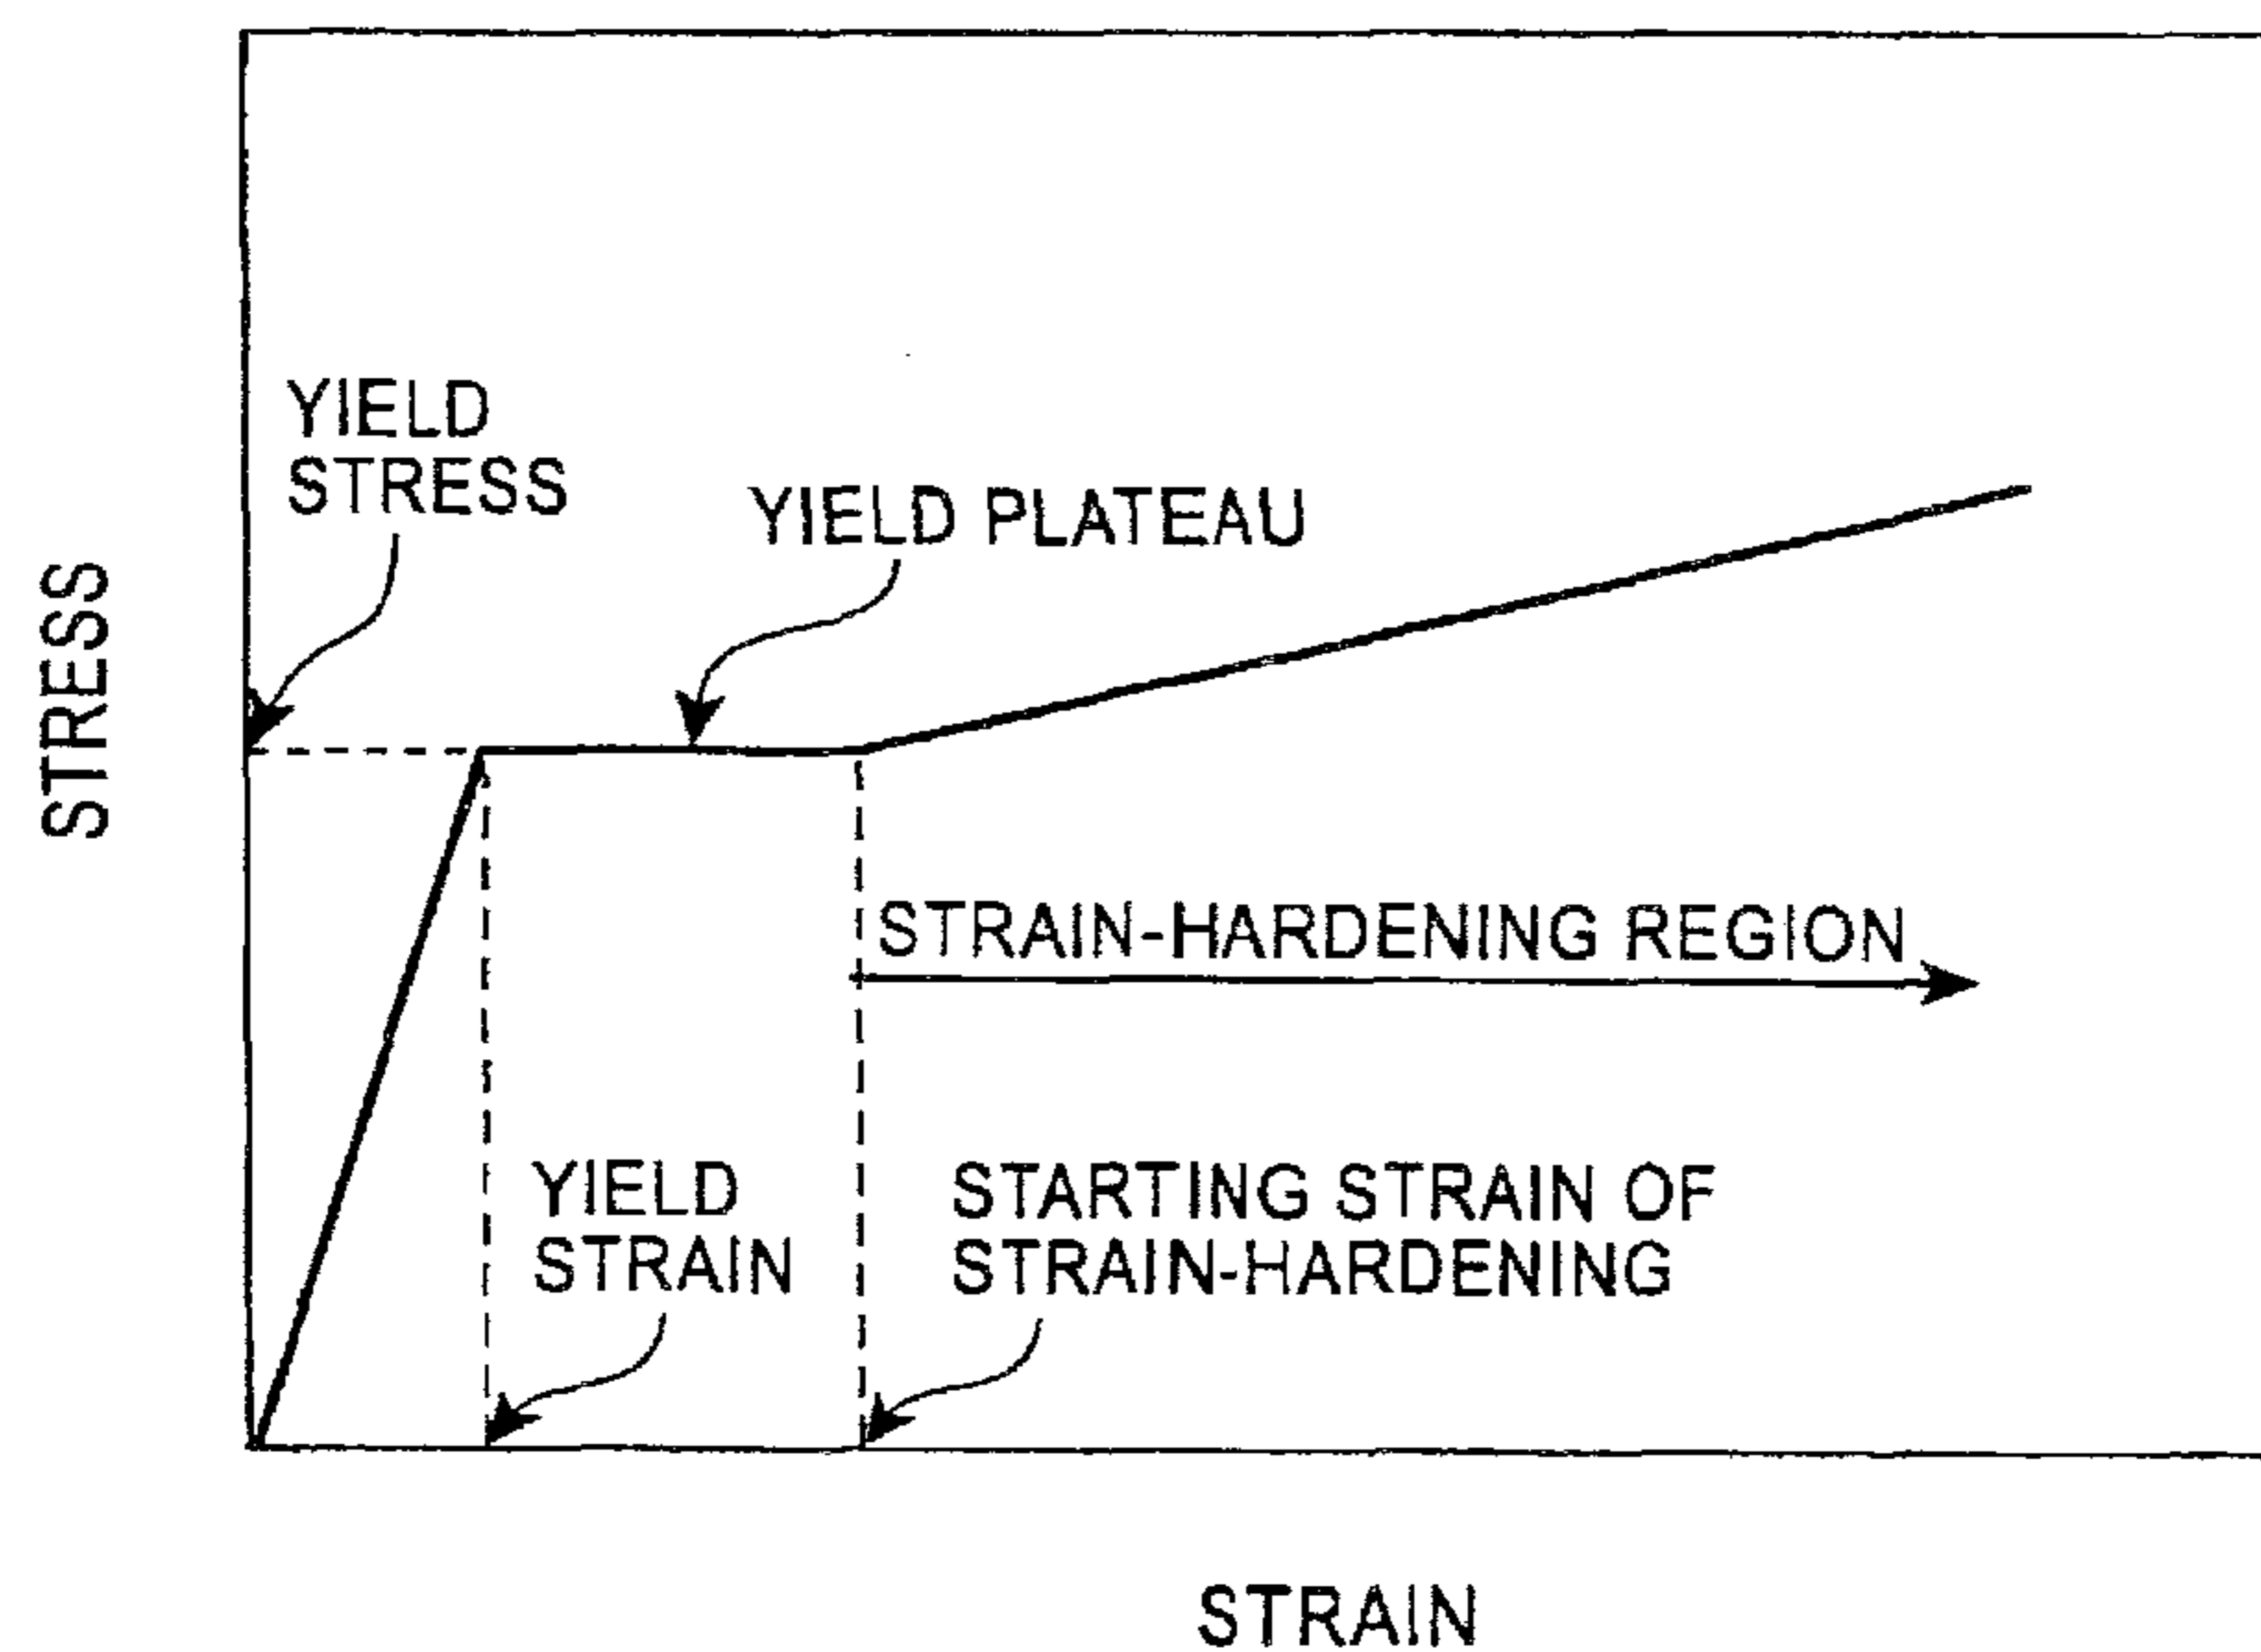 YIELD
STRESS
YIELD PLATEAU
STRESS
STRAIN-HARDENING REGION
YIELD
STRAIN
STARTING STRAIN OF
STRAIN-HARDENING
STRAIN